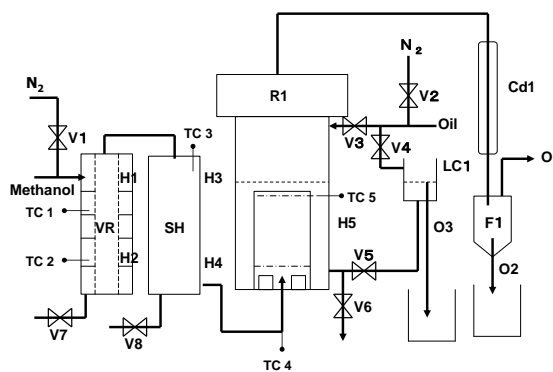 N2
N2
R1
V2
Cd1
V1
TC 3
V3
Oil
V4
LC1
O
Methanol
H1
H3
TC 1
VR
SH
TC 5
H5
O3
F1
TC 2
H2
H4
V5
O2
V6
V7
V8
TC 4